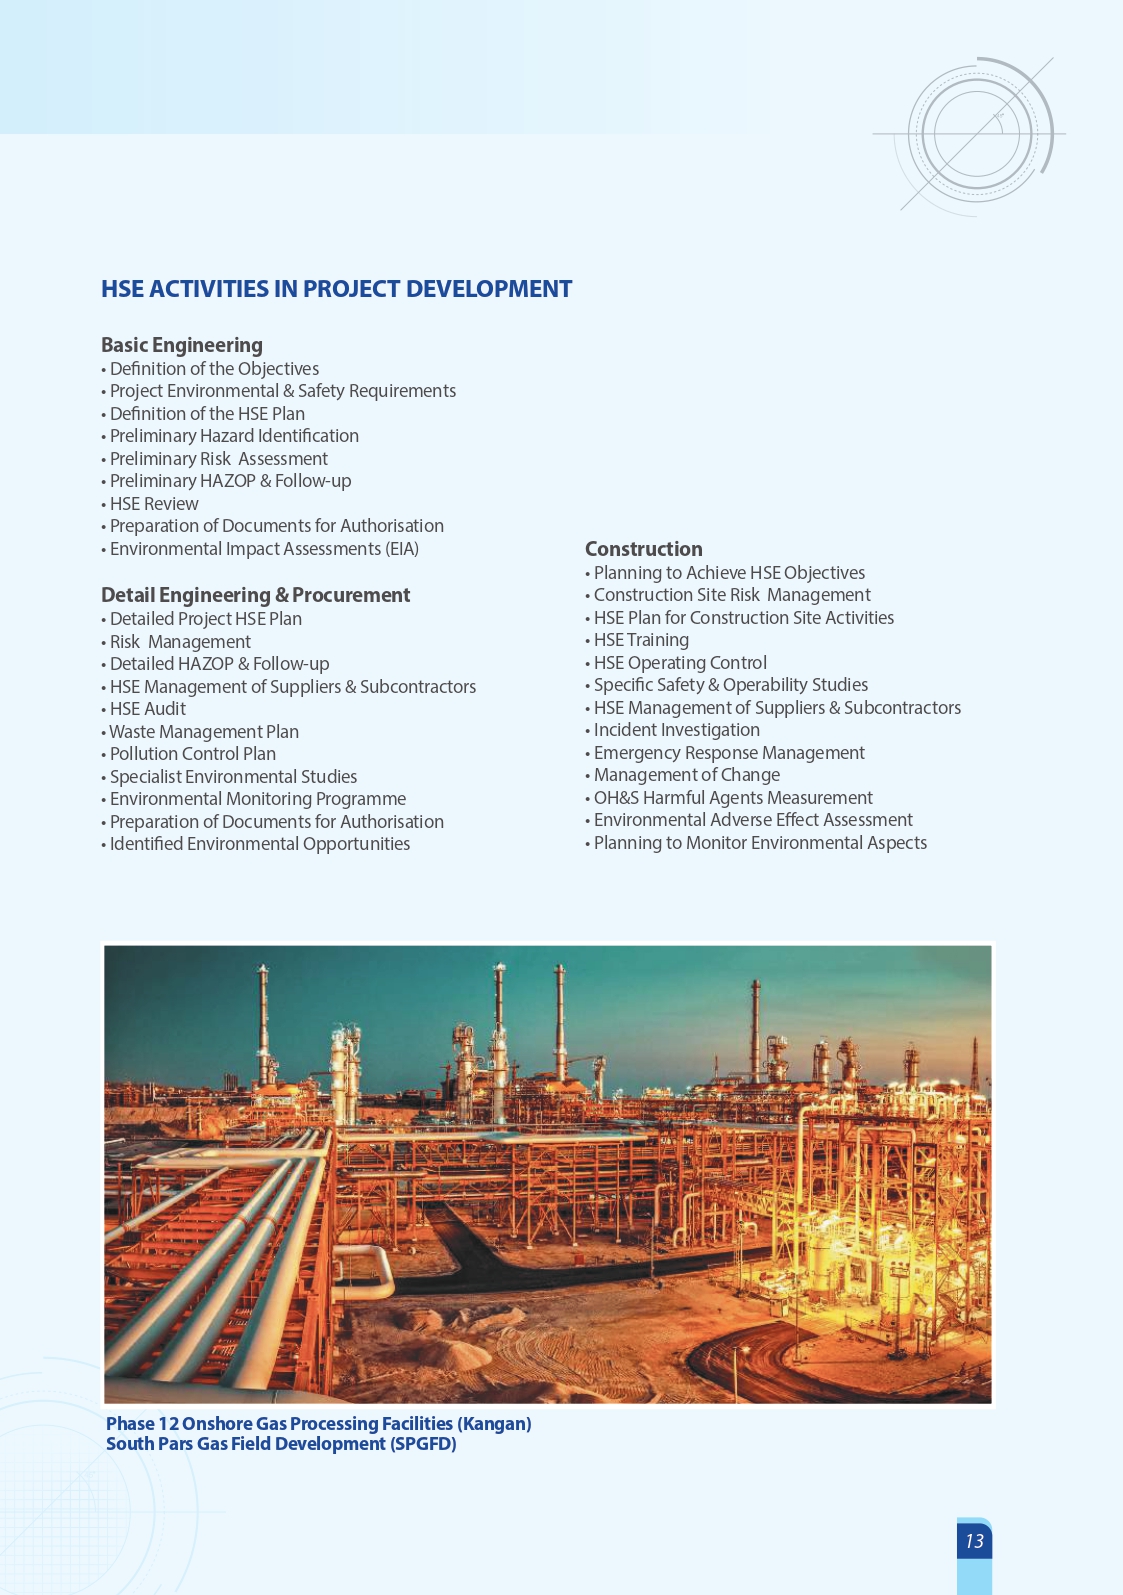 HSE ACTIVITIES IN PROJECT DEVELOPMENT
Basic Engineering
• Definition of the Objectives
• Project Environmental & Safety Requirements
• Definition of the HSE Plan
• Preliminary Hazard Identification
• Preliminary Risk Assessment
• Preliminary HAZOP & Follow-up
• HSE Review
• Preparation of Documents for Authorisation
• Environmental Impact Assessments (EIA)
Detail Engineering & Procurement
• Detailed Project HSE Plan
• Risk Management
• Detailed HAZOP & Follow-up
• HSE Management of Suppliers & Subcontractors
• HSE Audit
• Waste Management Plan
• Pollution Control Plan
• Specialist Environmental Studies
• Environmental Monitoring Programme
• Preparation of Documents for Authorisation
• Identified Environmental Opportunities
Construction
• Planning to Achieve HSE Objectives
• Construction Site Risk Management
• HSE Plan for Construction Site Activities
• HSE Training
• HSE Operating Control
• Specific Safety & Operability Studies
• HSE Management of Suppliers & Subcontractors
• Incident Investigation
• Emergency Response Management
• Management of Change
• OH&S Harmful Agents Measurement
• Environmental Adverse Effect Assessment
• Planning to Monitor Environmental Aspects
Phase 12 Onshore Gas Processing Facilities (Kangan)
South Pars Gas Field Development (SPGFD)
13